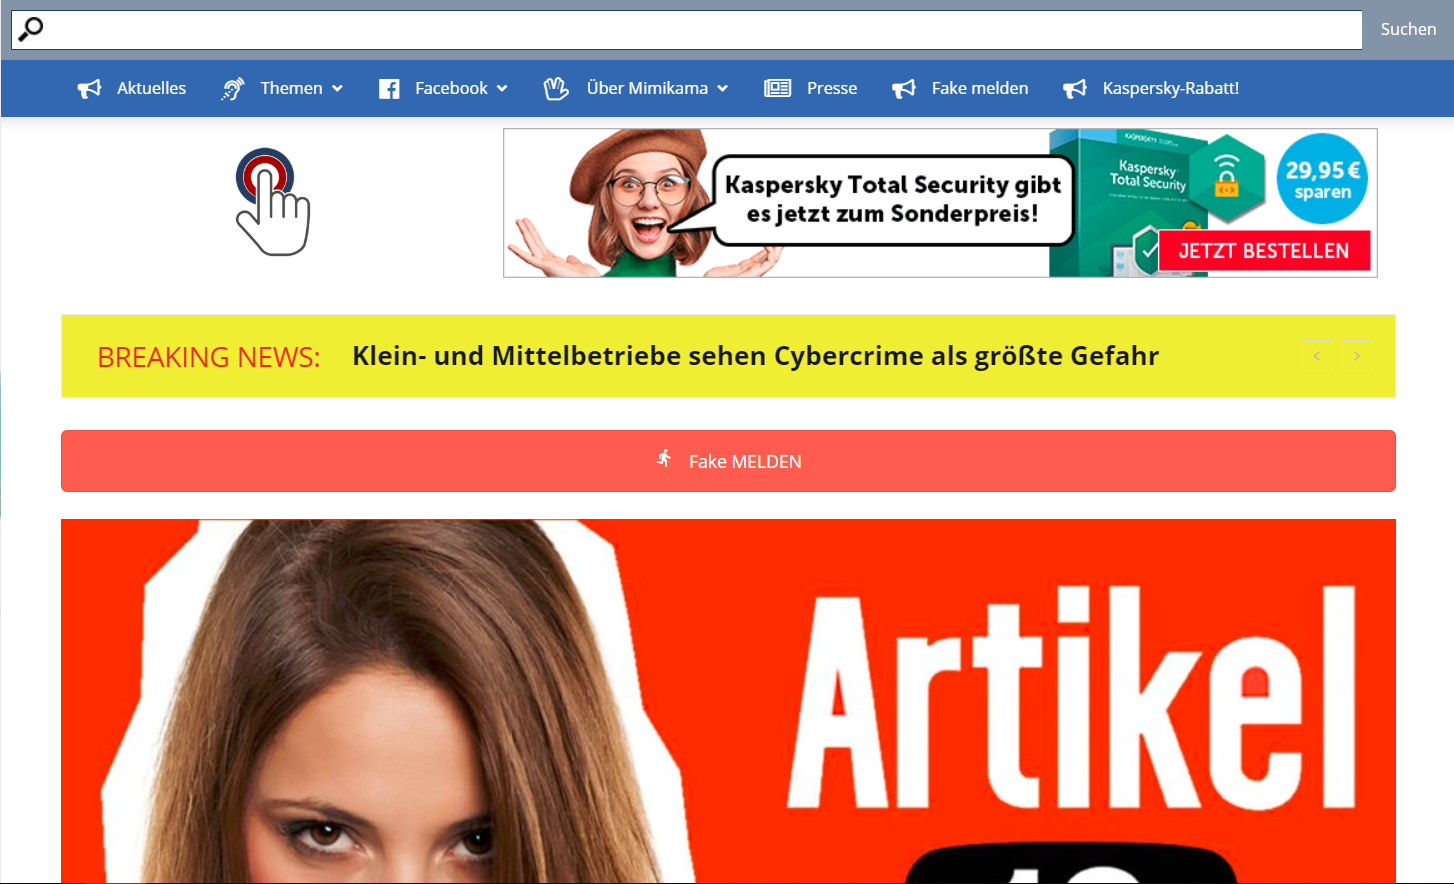 Suchen
Aktuelles
Themen
Facebook
Über Mimikama
Presse
Fake melden
Kaspersky-Rabatt!
Kaspersky Total Security gibt
es jetzt zum Sonderpreis!
Kaspersky
Total Security
29,95 €
sparen
JETZT BESTELLEN
BREAKING NEWS:
Klein- und Mittelbetriebe sehen Cybercrime als größte Gefahr
Fake MELDEN
Artikel